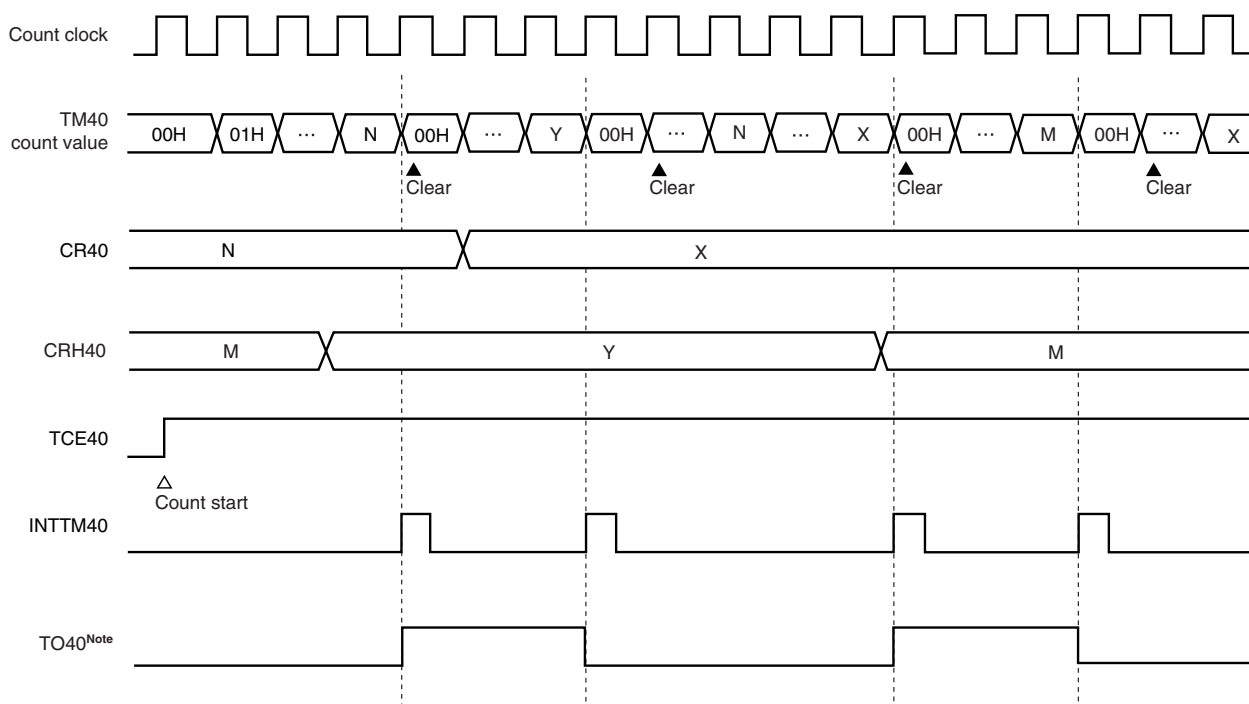 Count clock
TM40
count value
00H 01H ... N 00H ... Y 00H ... N ... X 00H ... M 00H ... X
Clear Clear Clear Clear
CR40
N X
CRH40
M Y M
TCE40
Count start
INTTM40
TO40Note